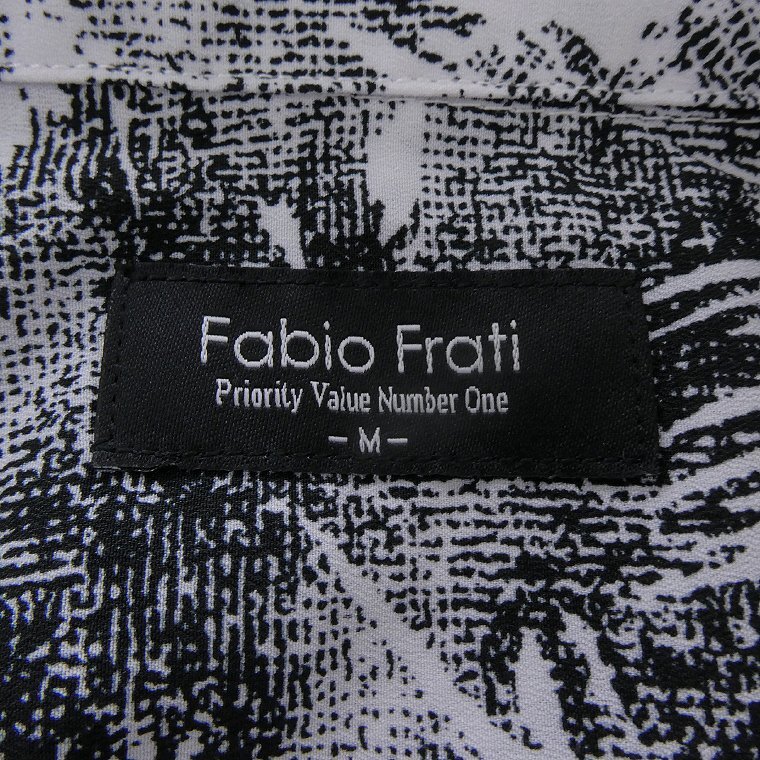 Fabio Frati
Priority Value Number One
- M -